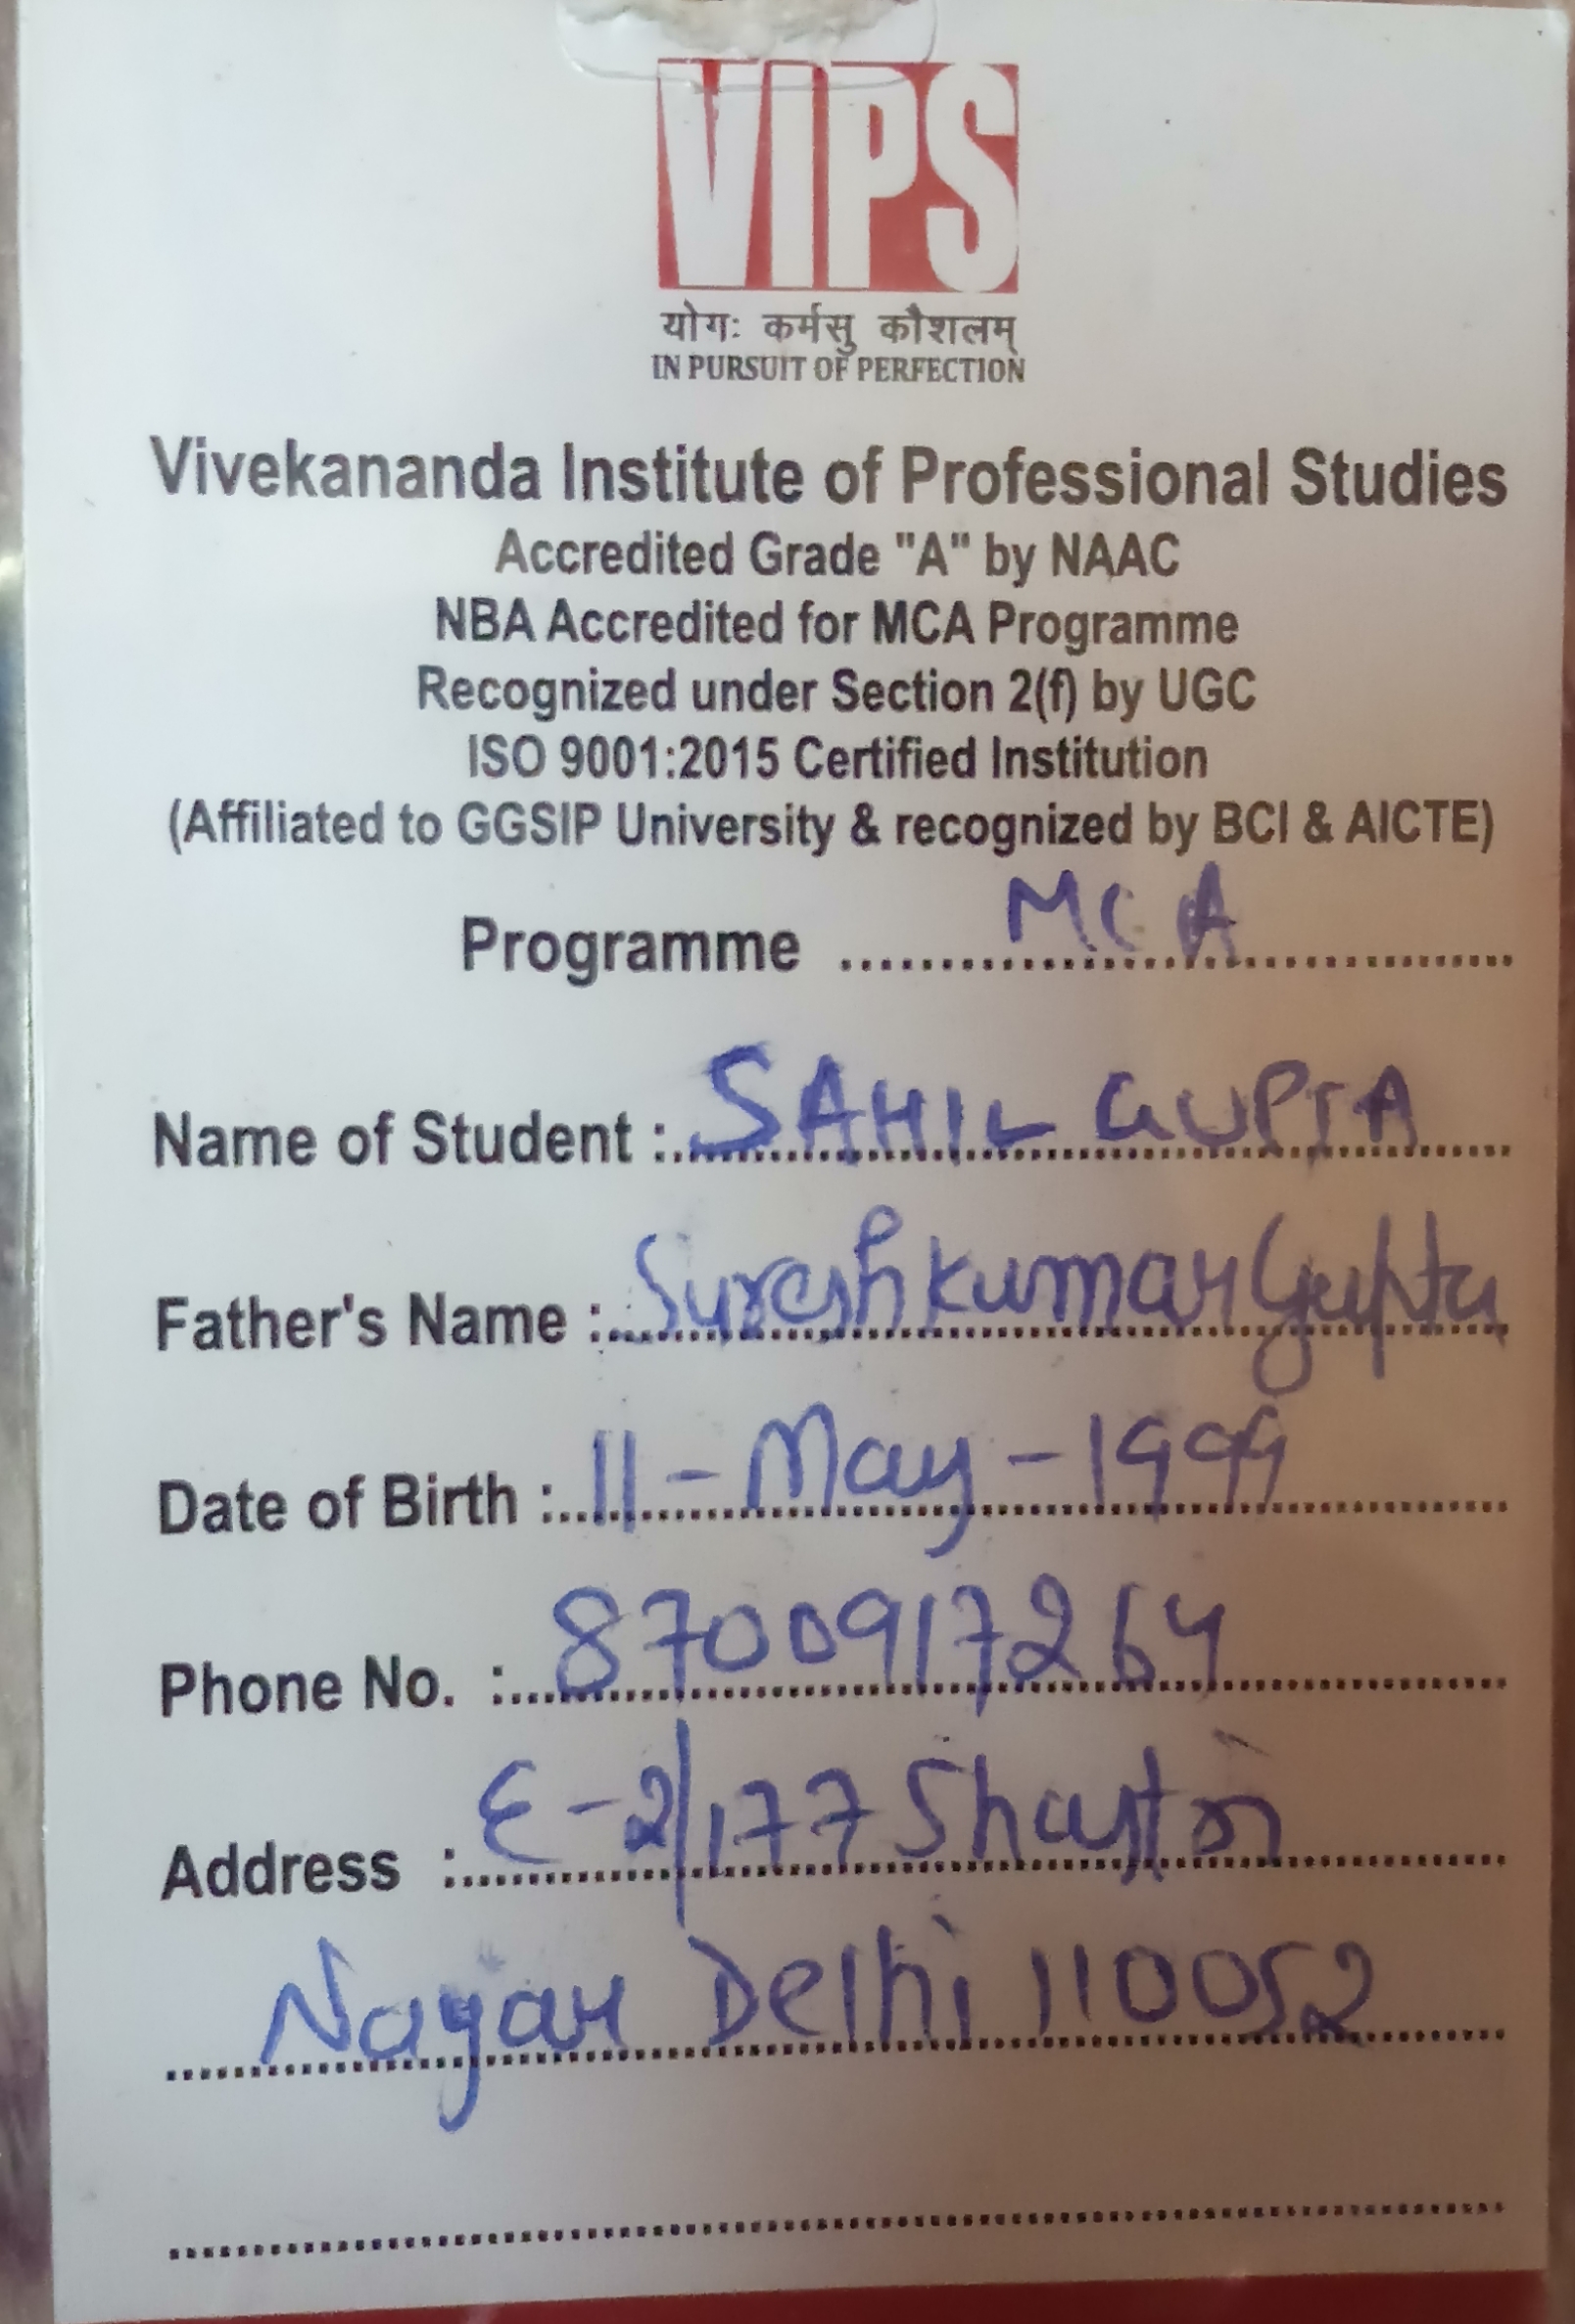 VIPS
योगः कर्मसु कौशलम्
IN PURSUIT OF PERFECTION
Vivekananda Institute of Professional Studies
Accredited Grade "A" by NAAC
NBA Accredited for MCA Programme
Recognized under Section 2(f) by UGC
ISO 9001:2015 Certified Institution
(Affiliated to GGSIP University & recognized by BCI & AICTE)
Programme MCA
Name of Student : SAHIL GUPTA
Father's Name : Suresh kumar Gupta
Date of Birth : 11 - May - 1999
Phone No. : 8700917264
Address : E-2/177 Shastri
Nagar Delhi 110052